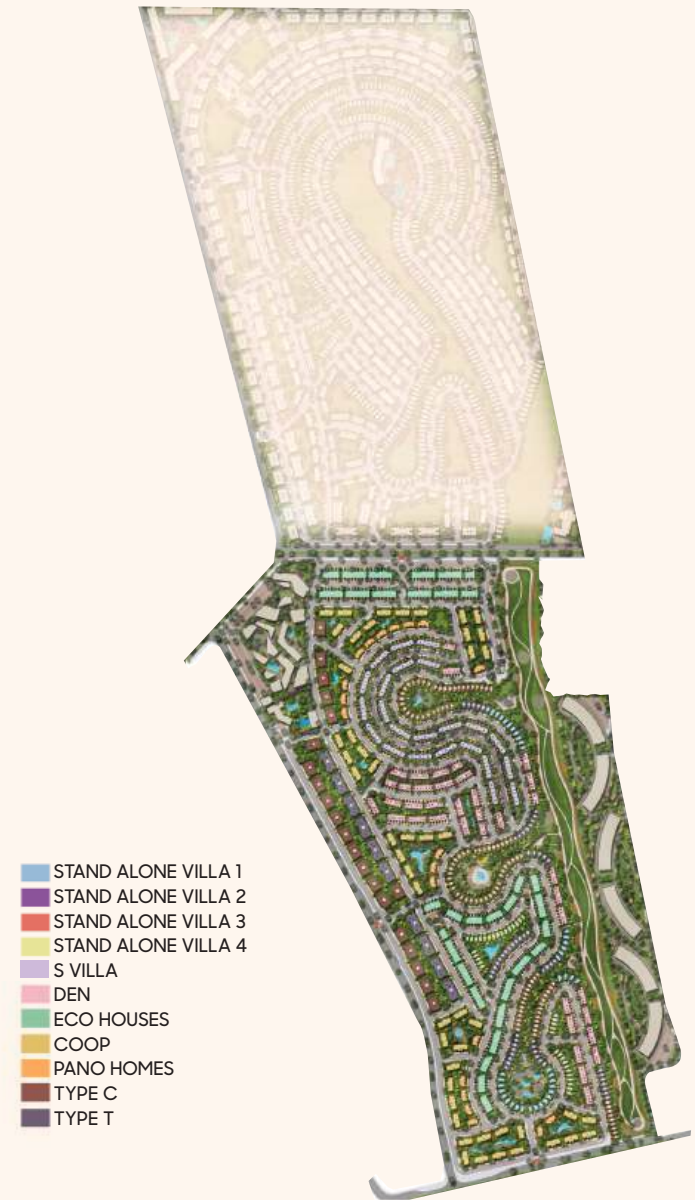 STAND ALONE VILLA 1
STAND ALONE VILLA 2
STAND ALONE VILLA 3
STAND ALONE VILLA 4
S VILLA
DEN
ECO HOUSES
COOP
PANO HOMES
TYPE C
TYPE T